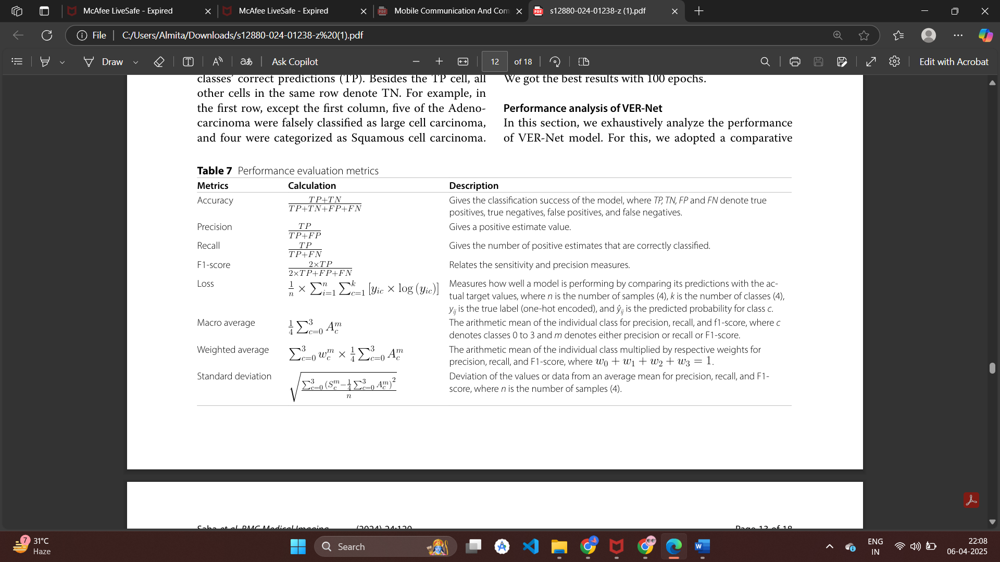 McAfee LiveSafe - Expired
McAfee LiveSafe - Expired
Mobile Communication And Com
s12880-024-01238-z (1).pdf
File
C:/Users/Almita/Downloads/s12880-024-01238-z%20(1).pdf
Draw
Ask Copilot
12
of 18
Edit with Acrobat
classes' correct predictions (TP). Besides the TP cell, all
other cells in the same row denote TN. For example, in
the first row, except the first column, five of the Adeno-
carcinoma were falsely classified as large cell carcinoma,
and four were categorized as Squamous cell carcinoma.
We got the best results with 100 epochs.
Performance analysis of VER-Net
In this section, we exhaustively analyze the performance
of VER-Net model. For this, we adopted a comparative
Table 7 Performance evaluation metrics
Metrics Calculation Description
Accuracy \frac{TP+TN}{TP+TN+FP+FN} Gives the classification success of the model, where TP, TN, FP and FN denote true
positives, true negatives, false positives, and false negatives.
Precision \frac{TP}{TP+FP} Gives a positive estimate value.
Recall \frac{TP}{TP+FN} Gives the number of positive estimates that are correctly classified.
F1-score \frac{2×TP}{2×TP+FP+FN} Relates the sensitivity and precision measures.
Loss \frac{1}{n} × \sum_{i=1}^{n} \sum_{c=1}^{k} [y_{ic} × log (y_{ic})] Measures how well a model is performing by comparing its predictions with the ac-
tual target values, where n is the number of samples (4), k is the number of classes (4),
y_{ij} is the true label (one-hot encoded), and ŷ_{ij} is the predicted probability for class c.
Macro average \frac{1}{4} \sum_{c=0}^{3} A_c^m The arithmetic mean of the individual class for precision, recall, and f1-score, where c
denotes classes 0 to 3 and m denotes either precision or recall or F1-score.
Weighted average \sum_{c=0}^{3} w_c^m × \frac{1}{4} \sum_{c=0}^{3} A_c^m The arithmetic mean of the individual class multiplied by respective weights for
precision, recall, and F1-score, where w_0 + w_1 + w_2 + w_3 = 1.
Standard deviation \sqrt{\frac{\sum_{c=0}^{3} (S_c^m - \frac{1}{4} \sum_{c=0}^{3} A_c^m)^2}{n}} Deviation of the values or data from an average mean for precision, recall, and F1-
score, where n is the number of samples (4).
Saha et al. BMC Medical Imaging (2024) 24:120
Page 13 of 18
7
31°C
Haze
Search
ENG
IN
22:08
06-04-2025